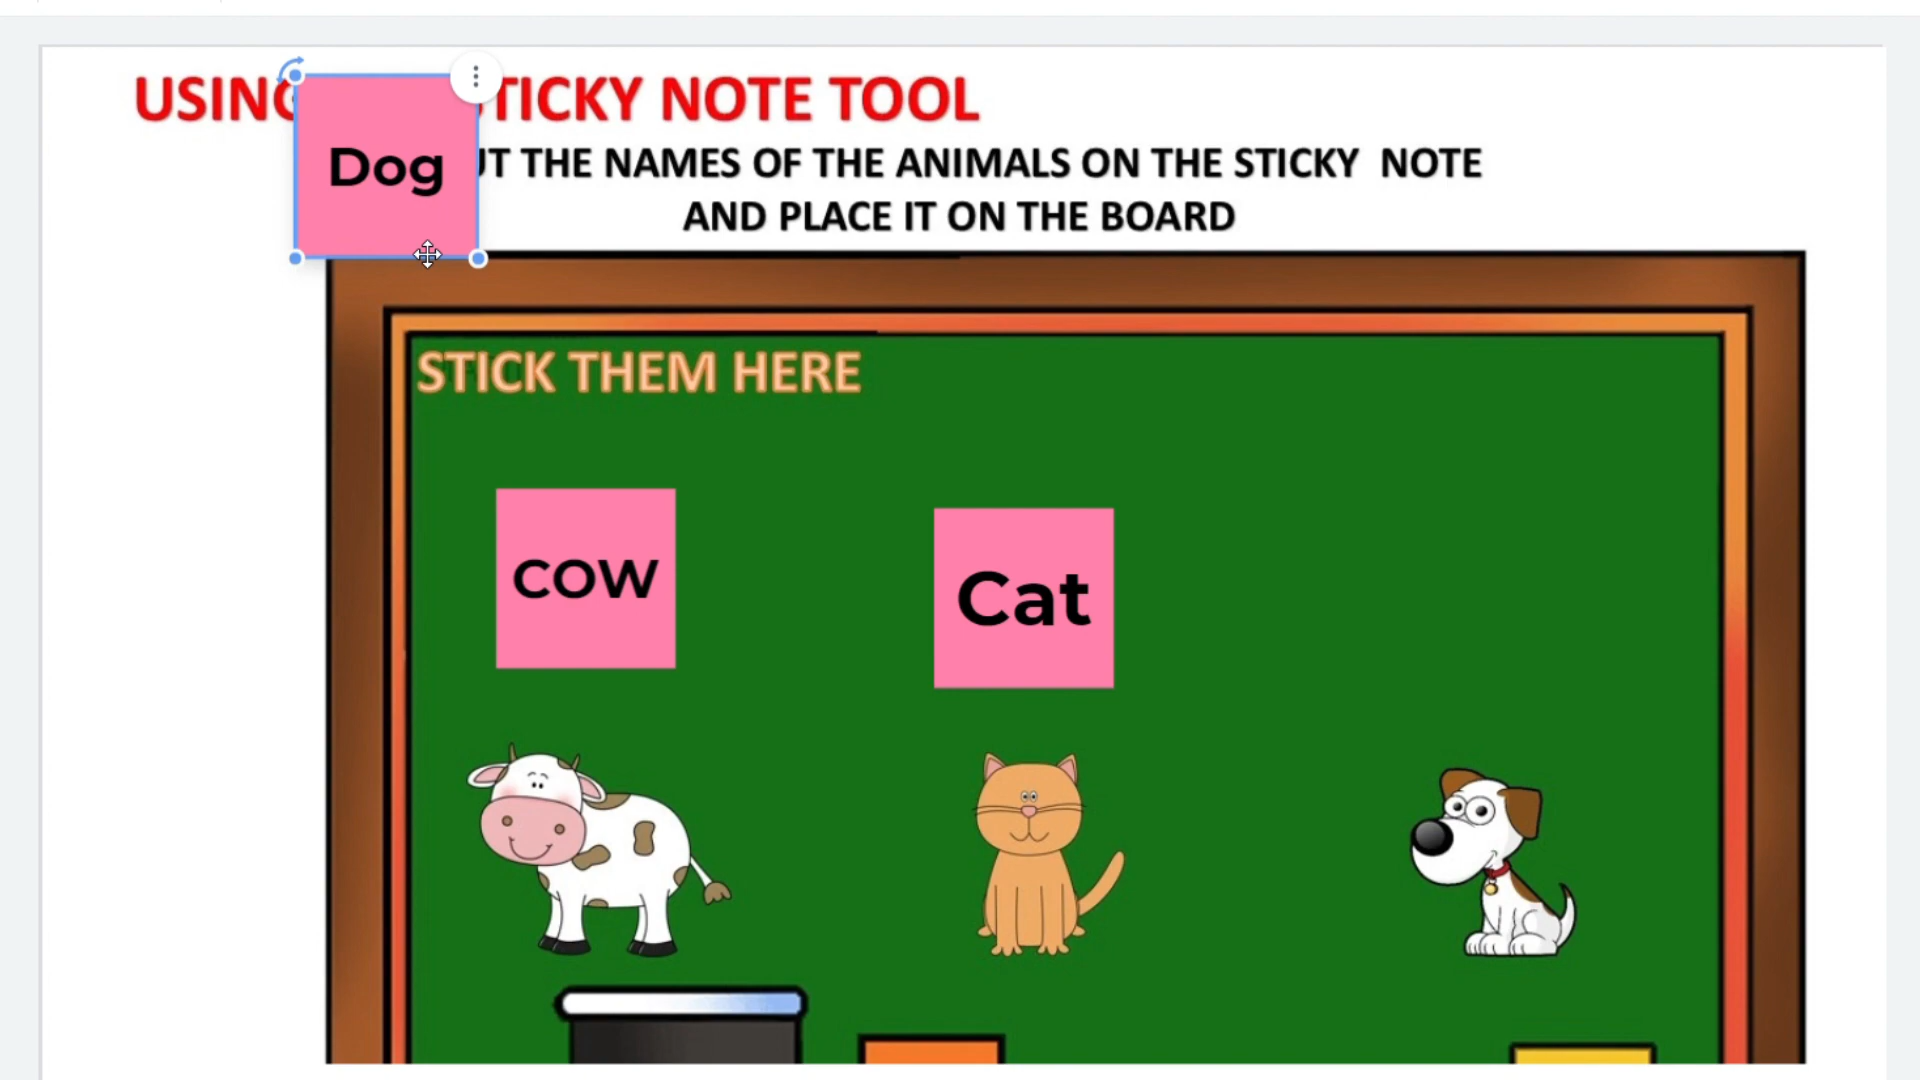 USING STICKY NOTE TOOL
Dog
THE NAMES OF THE ANIMALS ON THE STICKY NOTE
AND PLACE IT ON THE BOARD
STICK THEM HERE
COW
Cat